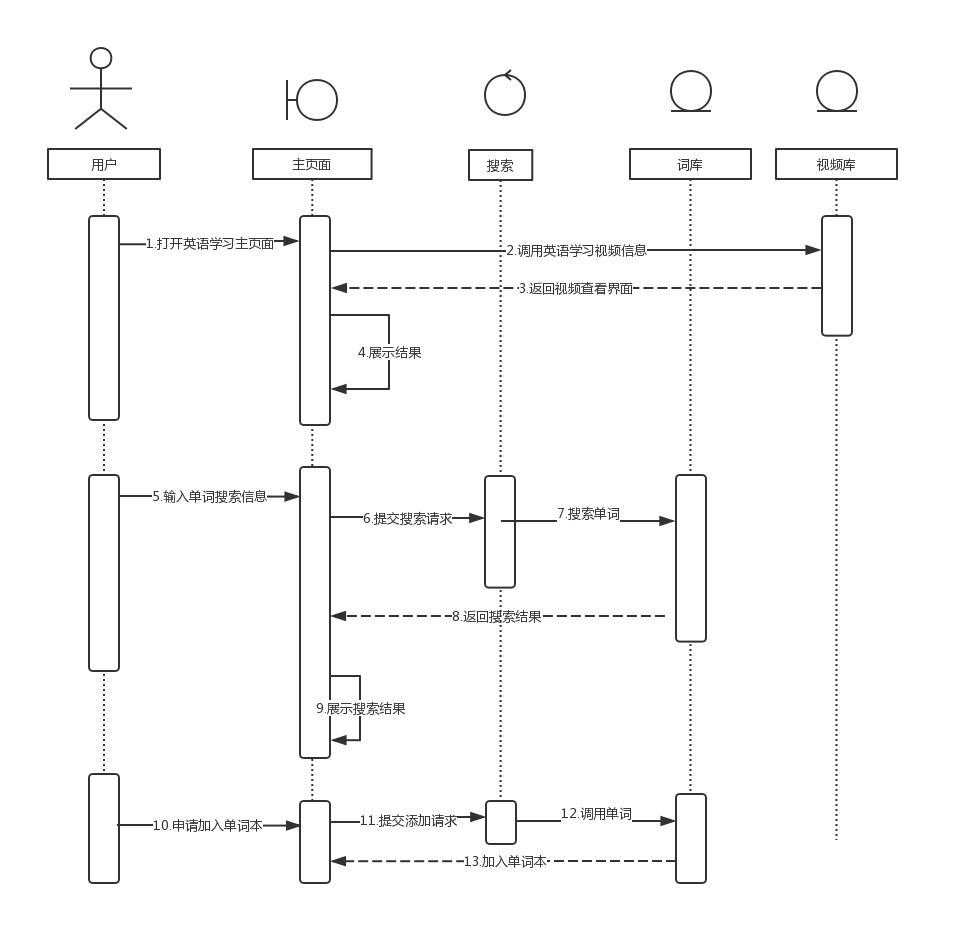 用户
主页面
搜索
词库
视频库
1.打开英语学习主页面
2.调用英语学习视频信息
3.返回视频查看界面
4.展示结果
5.输入单词搜索信息
6.提交搜索请求
7.搜索单词
8.返回搜索结果
9.展示搜索结果
10.申请加入单词本
11.提交添加请求
12.调用单词
13.加入单词本